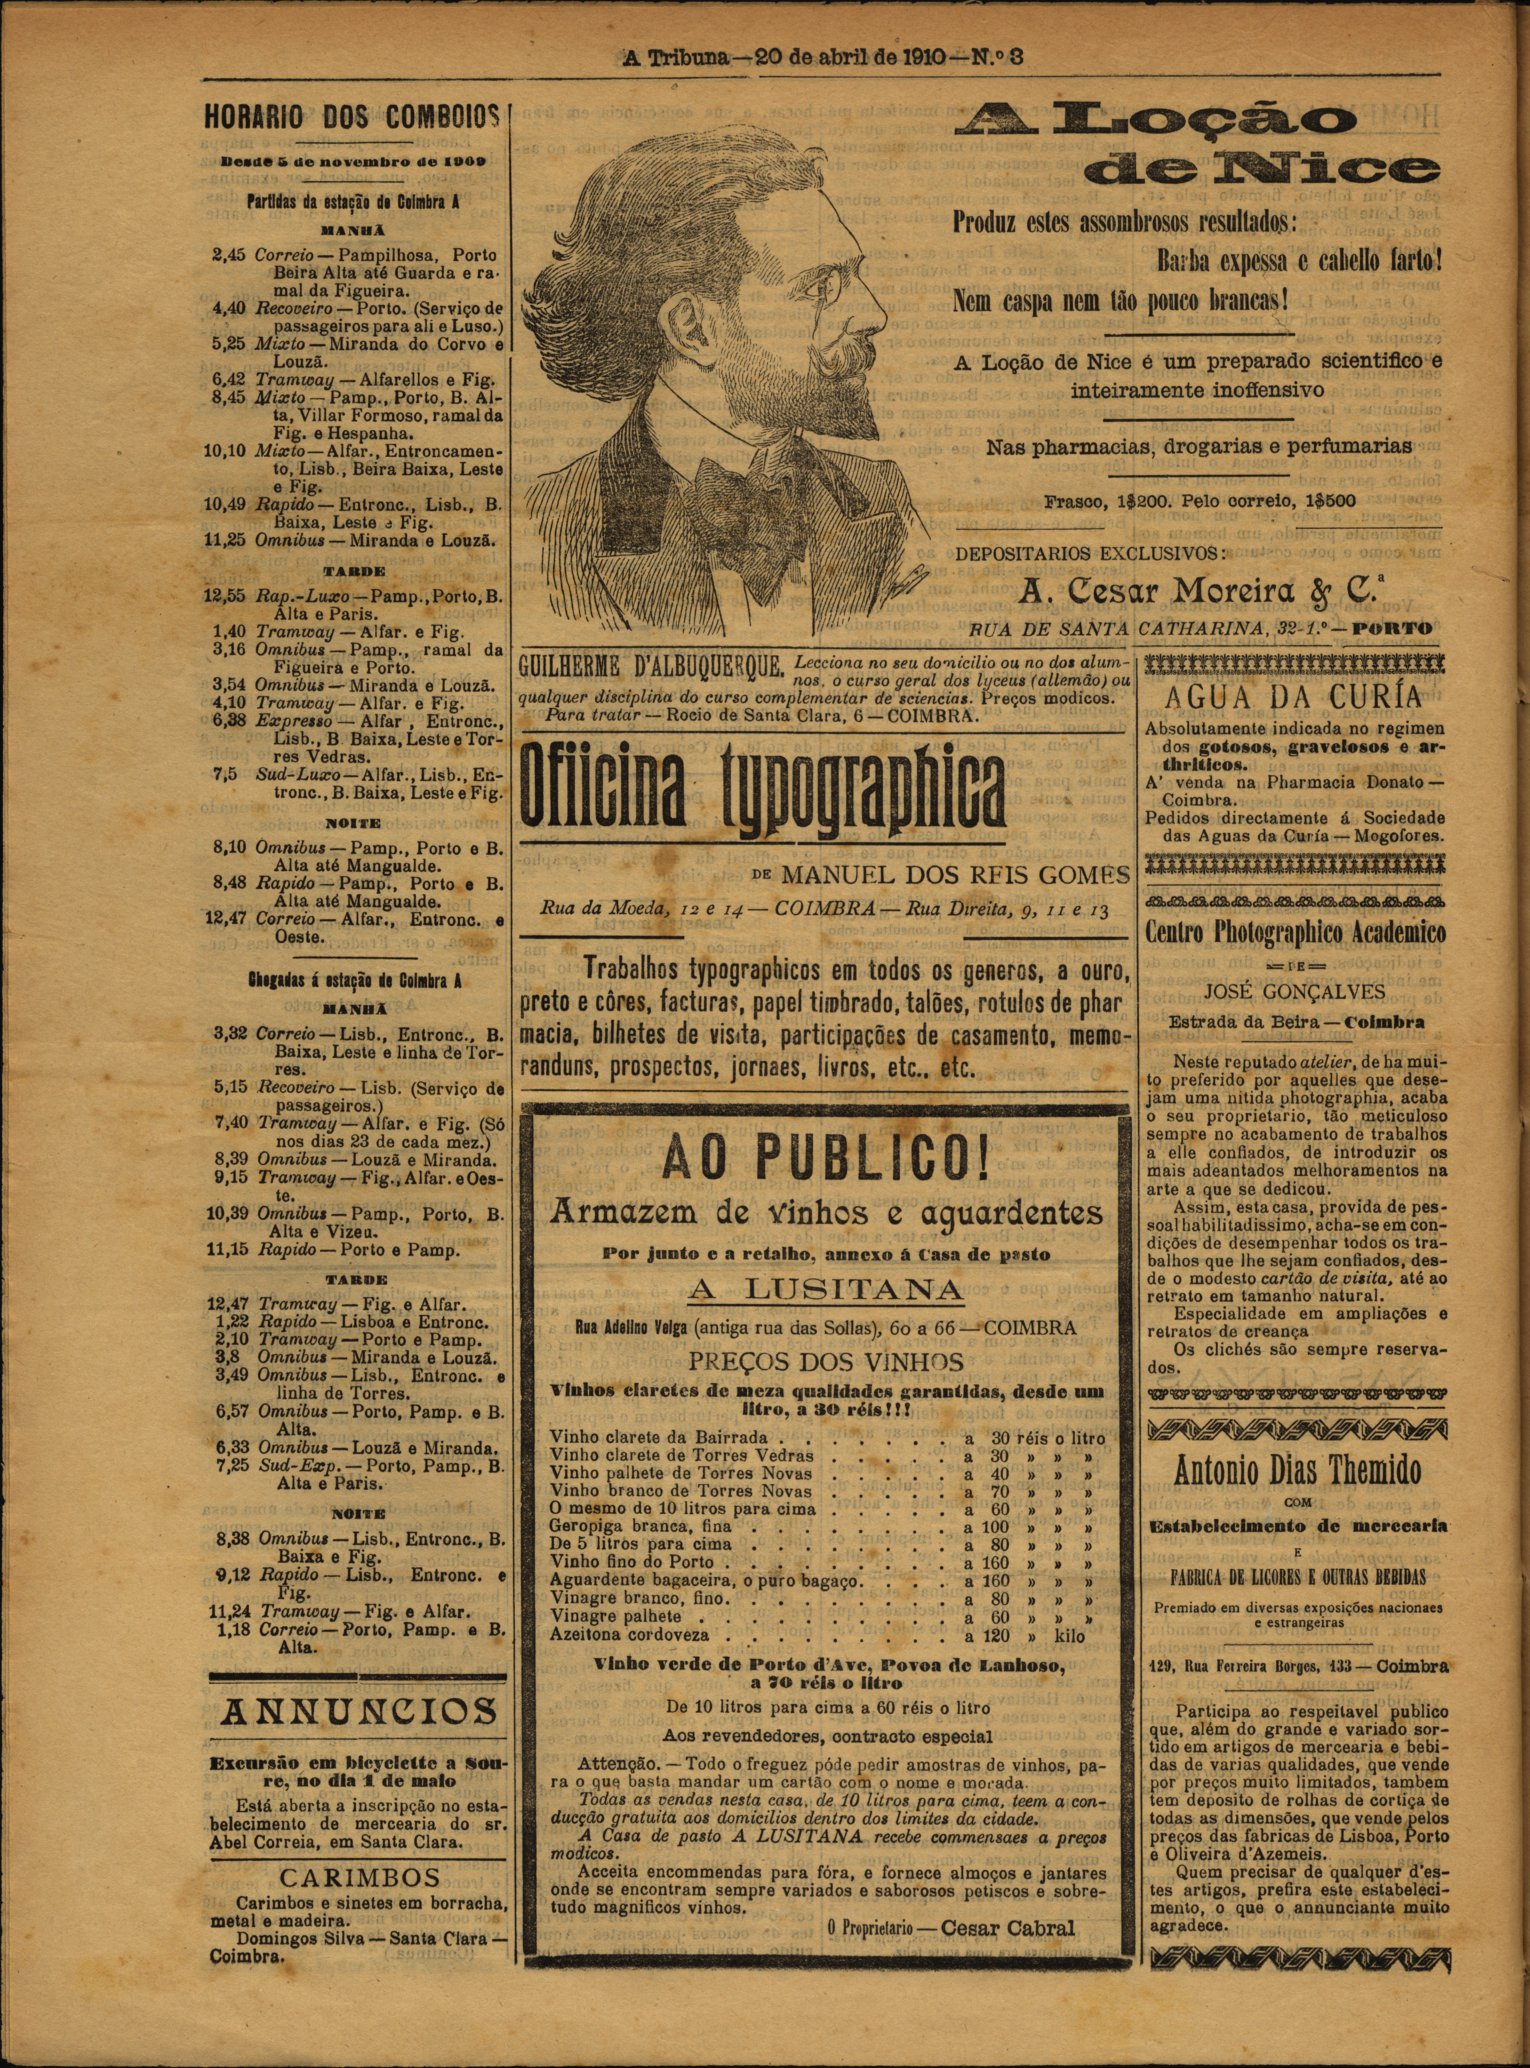 A Tribuna—20 de abril de 1910—N.º 3
HORARIO DOS COMBOIOS
Desde 5 de novembro de 1909
Partidas da estação de Coimbra A
MANHÃ
2,45 Correio — Pampilhosa, Porto
Beira Alta até Guarda e ra-
mal da Figueira.
4,40 Recoveiro — Porto. (Serviço de
passageiros para ali e Luso.)
5,25 Mixto — Miranda do Corvo e
Louzã.
6,42 Tramway — Alfarellos e Fig.
8,45 Mixto — Pamp., Porto, B. Al-
ta, Villar Formoso, ramal da
Fig. e Hespanha.
10,10 Mixto — Alfar., Entroncamen-
to, Lisb., Beira Baixa, Leste
e Fig.
10,49 Rapido — Entronc., Lisb., B.
Baixa, Leste e Fig.
11,25 Omnibus — Miranda e Louzã.
TARDE
12,55 Rap.-Luxo — Pamp., Porto, B.
Alta e Paris.
1,40 Tramway — Alfar. e Fig.
3,16 Omnibus — Pamp., ramal da
Figueira e Porto.
3,54 Omnibus — Miranda e Louzã.
4,10 Tramway — Alfar. e Fig.
6,38 Expresso — Alfar , Entronc.,
Lisb., B. Baixa, Leste e Tor-
res Vedras.
7,5 Sud-Luxo — Alfar., Lisb., En-
tronc., B. Baixa, Leste e Fig.
NOITE
8,10 Omnibus — Pamp., Porto e B.
Alta até Mangualde.
8,48 Rapido — Pamp., Porto e B.
Alta até Mangualde.
12,47 Correio — Alfar., Entronc. e
Oeste.
Chegadas á estação de Coimbra A
MANHÃ
3,32 Correio — Lisb., Entronc., B.
Baixa, Leste e linha de Tor-
res.
5,15 Recoveiro — Lisb. (Serviço de
passageiros.)
7,40 Tramway — Alfar. e Fig. (Só
nos dias 23 de cada mez.)
8,39 Omnibus — Louzã e Miranda.
9,15 Tramway — Fig., Alfar. e Oes-
te.
10,39 Omnibus — Pamp., Porto, B.
Alta e Vizeu.
11,15 Rapido — Porto e Pamp.
TARDE
12,47 Tramway — Fig. e Alfar.
1,22 Rapido — Lisboa e Entronc.
2,10 Tramway — Porto e Pamp.
3,8 Omnibus — Miranda e Louzã.
3,49 Omnibus — Lisb., Entronc. e
linha de Torres.
6,57 Omnibus — Porto, Pamp. e B.
Alta.
6,33 Omnibus — Louzã e Miranda.
7,25 Sud-Exp. — Porto, Pamp., B.
Alta e Paris.
NOITE
8,38 Omnibus — Lisb., Entronc., B.
Baixa e Fig.
9,12 Rapido — Lisb., Entronc. e
Fig.
11,24 Tramway — Fig. e Alfar.
1,18 Correio — Porto, Pamp. e B.
Alta.
ANNUNCIOS
Excursão em bicyclette a Sou-
re, no dia 1 de maio
Está aberta a inscripção no esta-
belecimento de mercearia do sr.
Abel Correia, em Santa Clara.
CARIMBOS
Carimbos e sinetes em borracha,
metal e madeira.
Domingos Silva — Santa Clara —
Coimbra.
A Loção
de Nice
Produz estes assombrosos resultados:
Barba expessa e cabello farto!
Nem caspa nem tão pouco brancas!
A Loção de Nice é um preparado scientifico e
inteiramente inoffensivo
Nas pharmacias, drogarias e perfumarias
Frasco, 1$200. Pelo correio, 1$500
DEPOSITARIOS EXCLUSIVOS:
A. Cesar Moreira & C.ª
RUA DE SANTA CATHARINA, 32-1.º — PORTO
GUILHERME D'ALBUQUERQUE. Lecciona no seu domicilio ou no dos alum-
nos, o curso geral dos lyceus (allemão) ou
qualquer disciplina do curso complementar de sciencias. Preços modicos.
Para tratar — Rocio de Santa Clara, 6 — COIMBRA.
Ofiicina typographica
DE MANUEL DOS REIS GOMES
Rua da Moeda, 12 e 14 — COIMBRA — Rua Direita, 9, 11 e 13
Trabalhos typographicos em todos os generos, a ouro,
preto e côres, facturas, papel timbrado, talões, rotulos de phar
macia, bilhetes de visita, participações de casamento, memo-
randuns, prospectos, jornaes, livros, etc.. etc.
AO PUBLICO!
Armazem de vinhos e aguardentes
Por junto e a retalho, annexo á Casa de pasto
A LUSITANA
Rua Adelino Veiga (antiga rua das Sollas), 60 a 66 — COIMBRA
PREÇOS DOS VINHOS
Vinhos claretes de meza qualidades garantidas, desde um
litro, a 30 réis!!!
Vinho clarete da Bairrada . . . . . . . a 30 réis o litro
Vinho clarete de Torres Vedras . . . . . a 30 » » »
Vinho palhete de Torres Novas . . . . . a 40 » » »
Vinho branco de Torres Novas . . . . . a 70 » » »
O mesmo de 10 litros para cima . . . . . a 60 » » »
Geropiga branca, fina . . . . . . . . a 100 » » »
De 5 litros para cima . . . . . . . . a 80 » » »
Vinho fino do Porto . . . . . . . . . a 160 » » »
Aguardente bagaceira, o puro bagaço. . . . a 160 » » »
Vinagre branco, fino. . . . . . . . . a 80 » » »
Vinagre palhete . . . . . . . . . . a 60 » » »
Azeitona cordoveza . . . . . . . . . a 120 » kilo
Vinho verde de Porto d'Ave, Povoa de Lanhoso,
a 70 réis o litro
De 10 litros para cima a 60 réis o litro
Aos revendedores, contracto especial
Attenção. — Todo o freguez póde pedir amostras de vinhos, pa-
ra o que basta mandar um cartão com o nome e morada.
Todas as vendas nesta casa, de 10 litros para cima, teem a con-
ducção gratuita aos domicilios dentro dos limites da cidade.
A Casa de pasto A LUSITANA recebe commensaes a preços
modicos.
Acceita encommendas para fóra, e fornece almoços e jantares
onde se encontram sempre variados e saborosos petiscos e sobre-
tudo magnificos vinhos.
O Proprietario — Cesar Cabral
AGUA DA CURÍA
Absolutamente indicada no regimen
dos gotosos, gravelosos e ar-
thriticos.
A' venda na Pharmacia Donato —
Coimbra.
Pedidos directamente á Sociedade
das Aguas da Curía — Mogofores.
Centro Photographico Academico
DE
JOSÉ GONÇALVES
Estrada da Beira — Coimbra
Neste reputado atelier, de ha mui-
to preferido por aquelles que dese-
jam uma nitida photographia, acaba
o seu proprietario, tão meticuloso
sempre no acabamento de trabalhos
a elle confiados, de introduzir os
mais adeantados melhoramentos na
arte a que se dedicou.
Assim, esta casa, provida de pes-
soal habilitadissimo, acha-se em con-
dições de desempenhar todos os tra-
balhos que lhe sejam confiados, des-
de o modesto cartão de visita, até ao
retrato em tamanho natural.
Especialidade em ampliações e
retratos de creança
Os clichés são sempre reserva-
dos.
Antonio Dias Themido
COM
Estabelecimento de mercearia
E
FABRICA DE LICORES E OUTRAS BEBIDAS
Premiado em diversas exposições nacionaes
e estrangeiras
129, Rua Ferreira Borges, 133 — Coimbra
Participa ao respeitavel publico
que, além do grande e variado sor-
tido em artigos de mercearia e bebi-
das de varias qualidades, que vende
por preços muito limitados, tambem
tem deposito de rolhas de cortiça de
todas as dimensões, que vende pelos
preços das fabricas de Lisboa, Porto
e Oliveira d'Azemeis.
Quem precisar de qualquer d'es-
tes artigos, prefira este estabeleci-
mento, o que o annunciante muito
agradece.